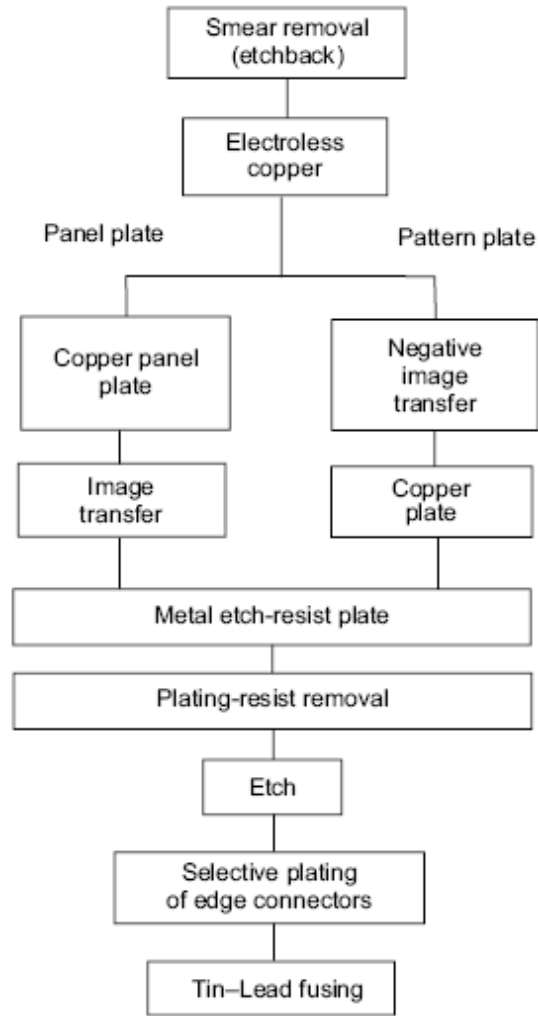 Smear removal
(etchback)
Electroless
copper
Panel plate
Pattern plate
Copper panel
plate
Negative
image
transfer
Image
transfer
Copper
plate
Metal etch-resist plate
Plating-resist removal
Etch
Selective plating
of edge connectors
Tin–Lead fusing